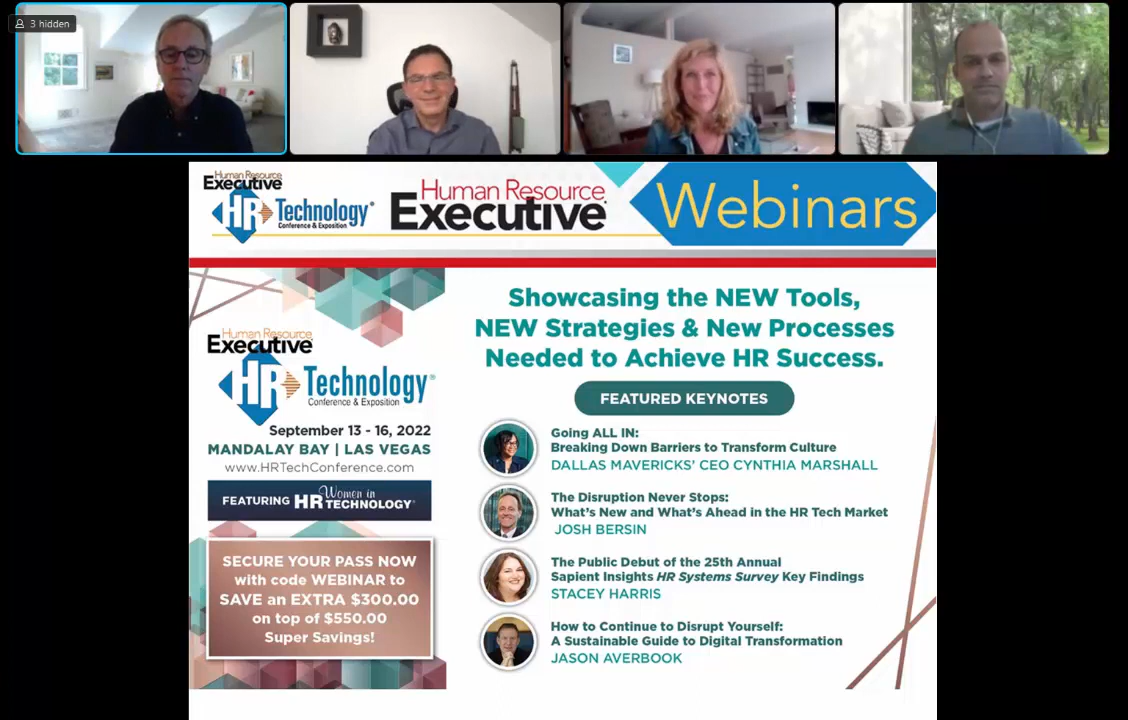 3 hidden
Human Resource
Executive
HR Technology®
Conference & Exposition
Human Resource
Executive®
Webinars
Human Resource
Executive®
HR Technology®
Conference & Exposition
September 13 - 16, 2022
MANDALAY BAY | LAS VEGAS
www.HRTechConference.com
FEATURING Women in
HR TECHNOLOGY®
SECURE YOUR PASS NOW
with code WEBINAR to
SAVE an EXTRA $300.00
on top of $550.00
Super Savings!
Showcasing the NEW Tools,
NEW Strategies & New Processes
Needed to Achieve HR Success.
FEATURED KEYNOTES
Going ALL IN:
Breaking Down Barriers to Transform Culture
DALLAS MAVERICKS' CEO CYNTHIA MARSHALL
The Disruption Never Stops:
What's New and What's Ahead in the HR Tech Market
JOSH BERSIN
The Public Debut of the 25th Annual
Sapient Insights HR Systems Survey Key Findings
STACEY HARRIS
How to Continue to Disrupt Yourself:
A Sustainable Guide to Digital Transformation
JASON AVERBOOK